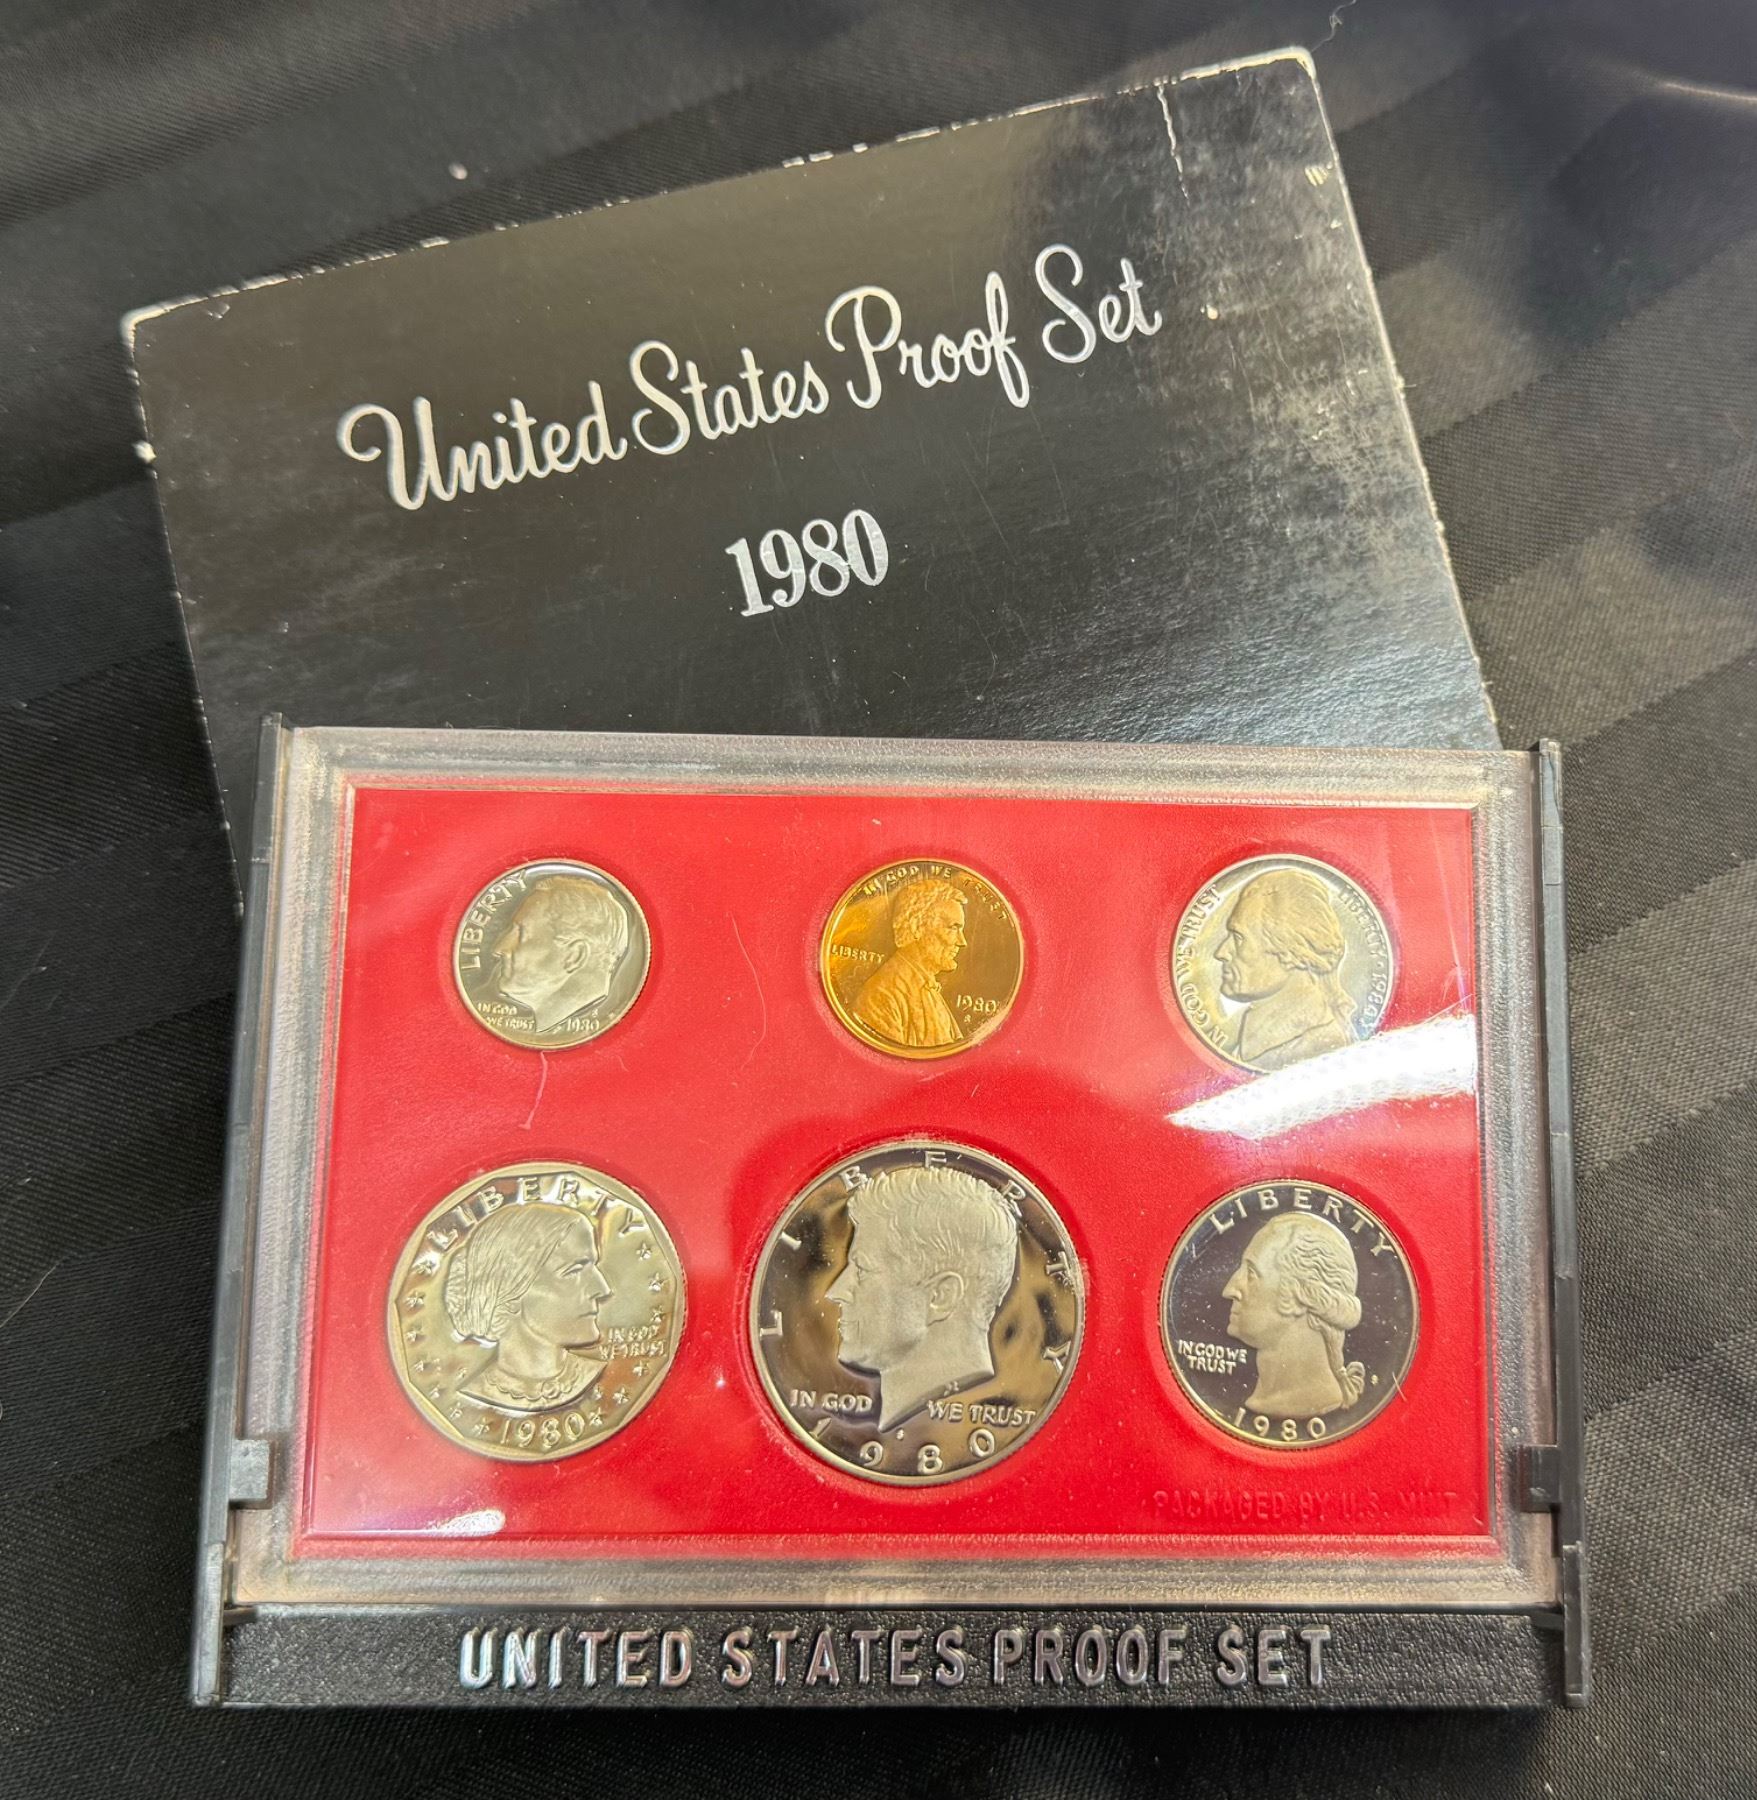 United States Proof Set
1980
LIBERTY
IN GOD
WE TRUST
1980
S
IN GOD WE TRUST
LIBERTY
1980
S
IN GOD WE TRUST
LIBERTY 1980
LIBERTY
IN GOD
WE TRUST
1980
LIBERTY
IN GOD WE TRUST
1980
LIBERTY
IN GOD WE
TRUST
S
1980
PACKAGED BY U.S. MINT
UNITED STATES PROOF SET